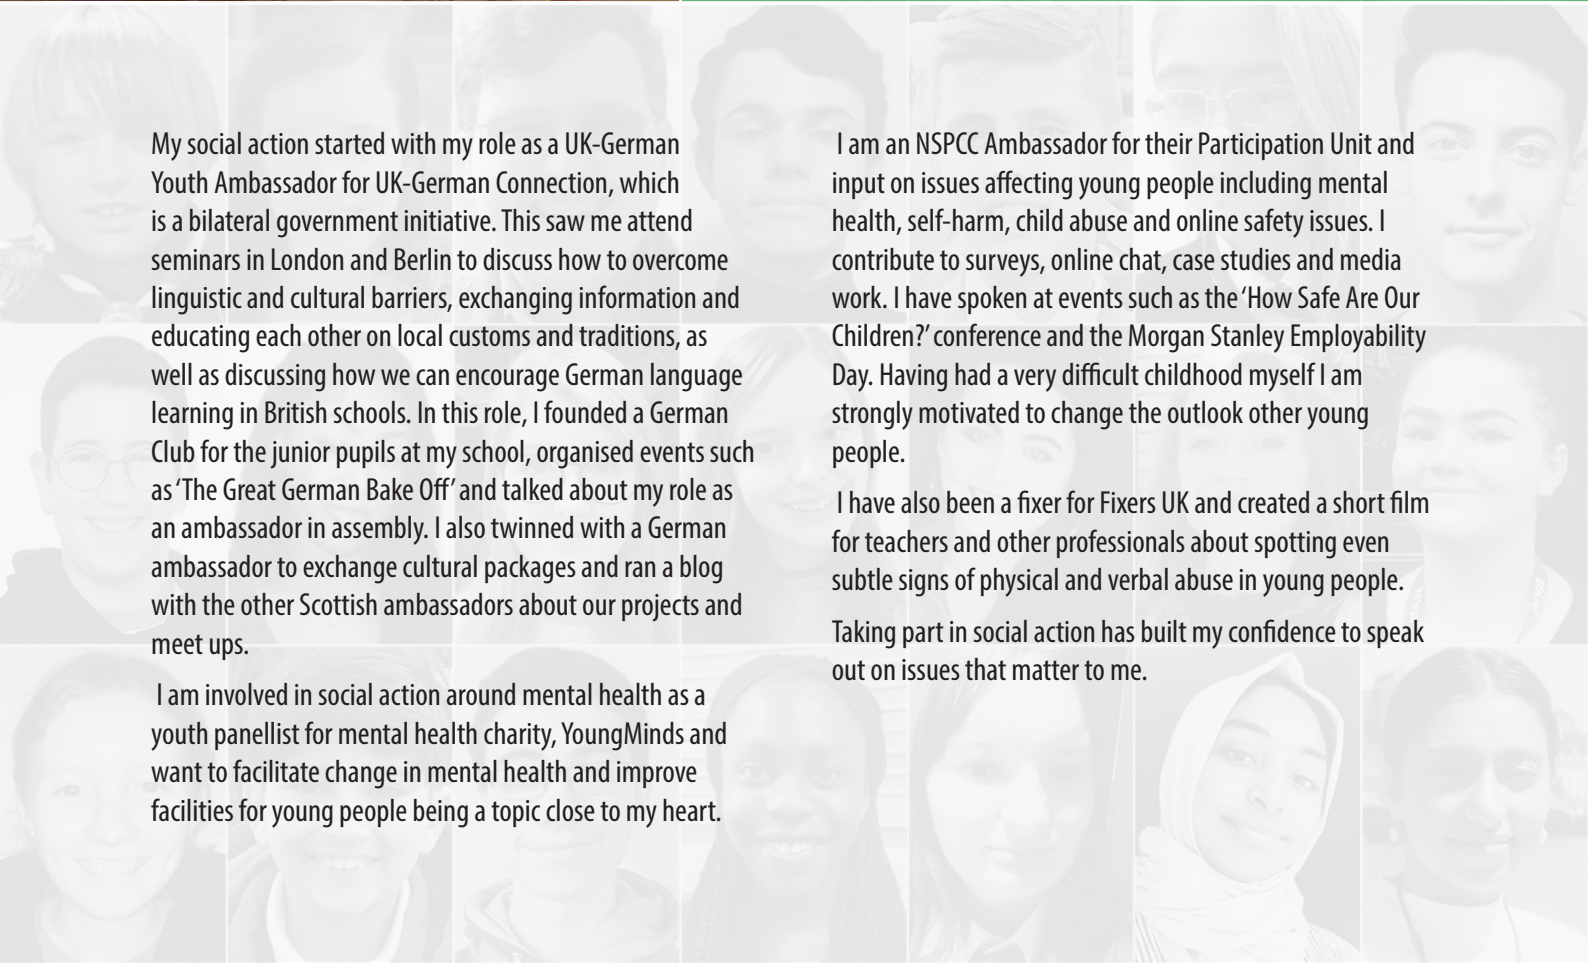 My social action started with my role as a UK-German
Youth Ambassador for UK-German Connection, which
is a bilateral government initiative. This saw me attend
seminars in London and Berlin to discuss how to overcome
linguistic and cultural barriers, exchanging information and
educating each other on local customs and traditions, as
well as discussing how we can encourage German language
learning in British schools. In this role, I founded a German
Club for the junior pupils at my school, organised events such
as ‘The Great German Bake Off’ and talked about my role as
an ambassador in assembly. I also twinned with a German
ambassador to exchange cultural packages and ran a blog
with the other Scottish ambassadors about our projects and
meet ups.
I am involved in social action around mental health as a
youth panellist for mental health charity, YoungMinds and
want to facilitate change in mental health and improve
facilities for young people being a topic close to my heart.
I am an NSPCC Ambassador for their Participation Unit and
input on issues affecting young people including mental
health, self-harm, child abuse and online safety issues. I
contribute to surveys, online chat, case studies and media
work. I have spoken at events such as the ‘How Safe Are Our
Children?’ conference and the Morgan Stanley Employability
Day. Having had a very difficult childhood myself I am
strongly motivated to change the outlook other young
people.
I have also been a fixer for Fixers UK and created a short film
for teachers and other professionals about spotting even
subtle signs of physical and verbal abuse in young people.
Taking part in social action has built my confidence to speak
out on issues that matter to me.